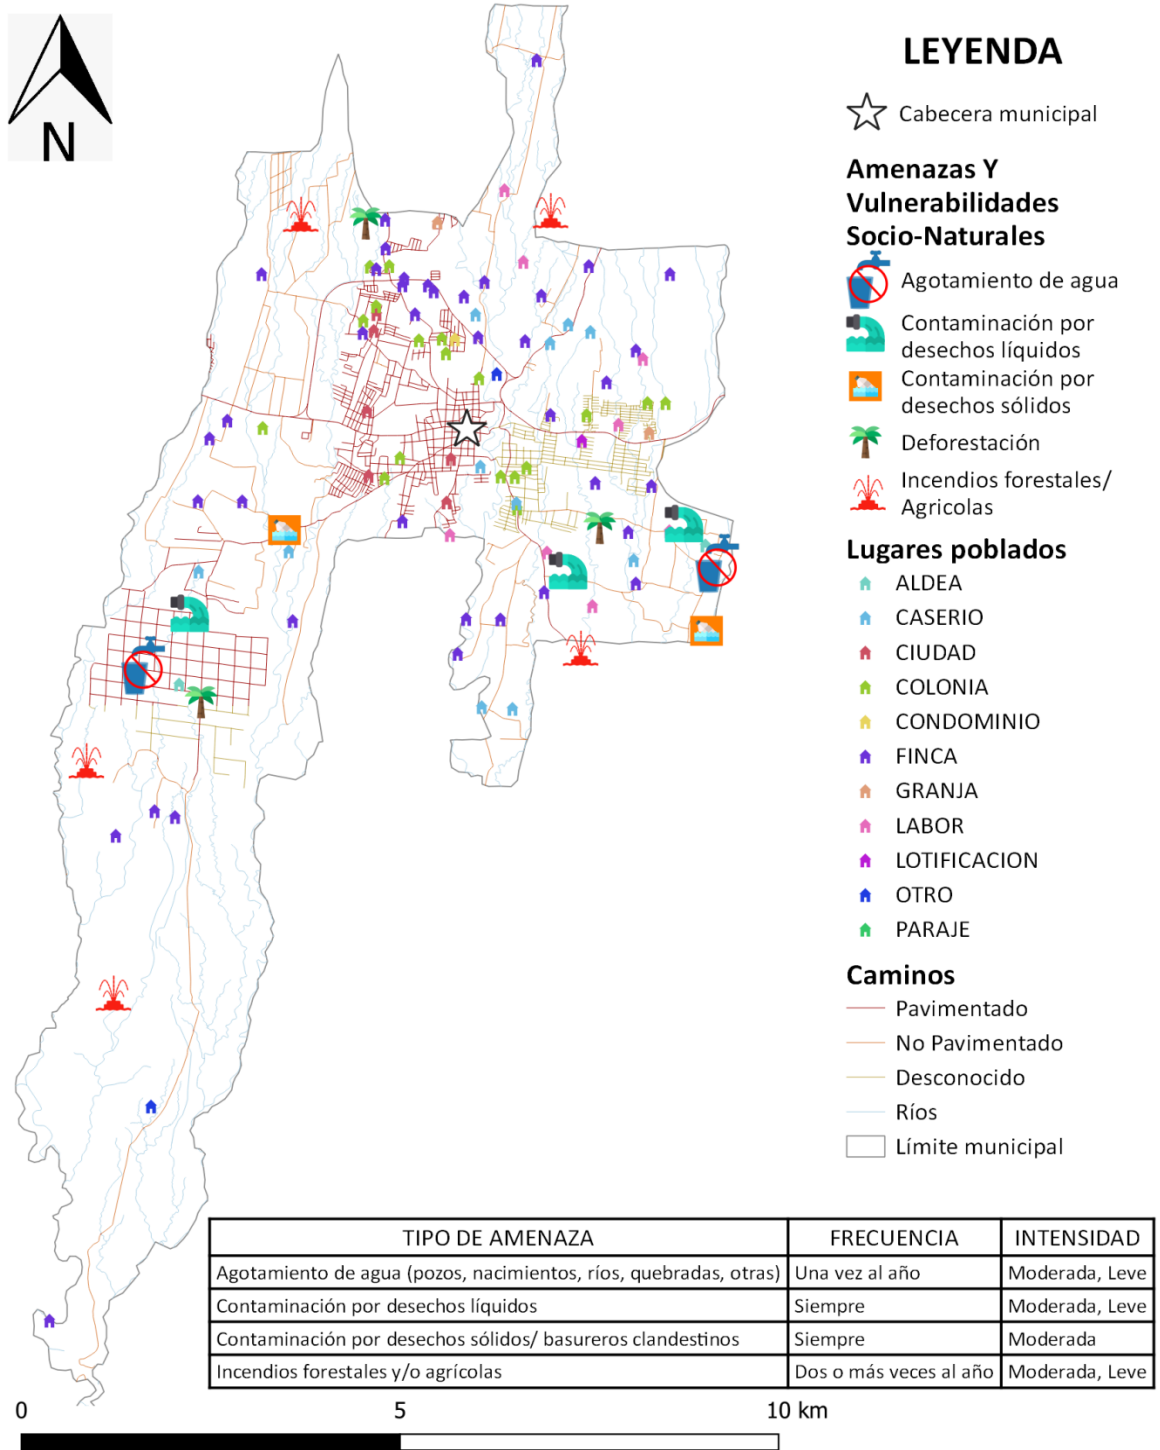 N
LEYENDA
Cabecera municipal
Amenazas Y
Vulnerabilidades
Socio-Naturales
Agotamiento de agua
Contaminación por
desechos líquidos
Contaminación por
desechos sólidos
Deforestación
Incendios forestales/
Agricolas
Lugares poblados
ALDEA
CASERIO
CIUDAD
COLONIA
CONDOMINIO
FINCA
GRANJA
LABOR
LOTIFICACION
OTRO
PARAJE
Caminos
Pavimentado
No Pavimentado
Desconocido
Ríos
Límite municipal
TIPO DE AMENAZA FRECUENCIA INTENSIDAD
Agotamiento de agua (pozos, nacimientos, ríos, quebradas, otras) Una vez al año Moderada, Leve
Contaminación por desechos líquidos Siempre Moderada, Leve
Contaminación por desechos sólidos/ basureros clandestinos Siempre Moderada
Incendios forestales y/o agrícolas Dos o más veces al año Moderada, Leve
0 5 10 km